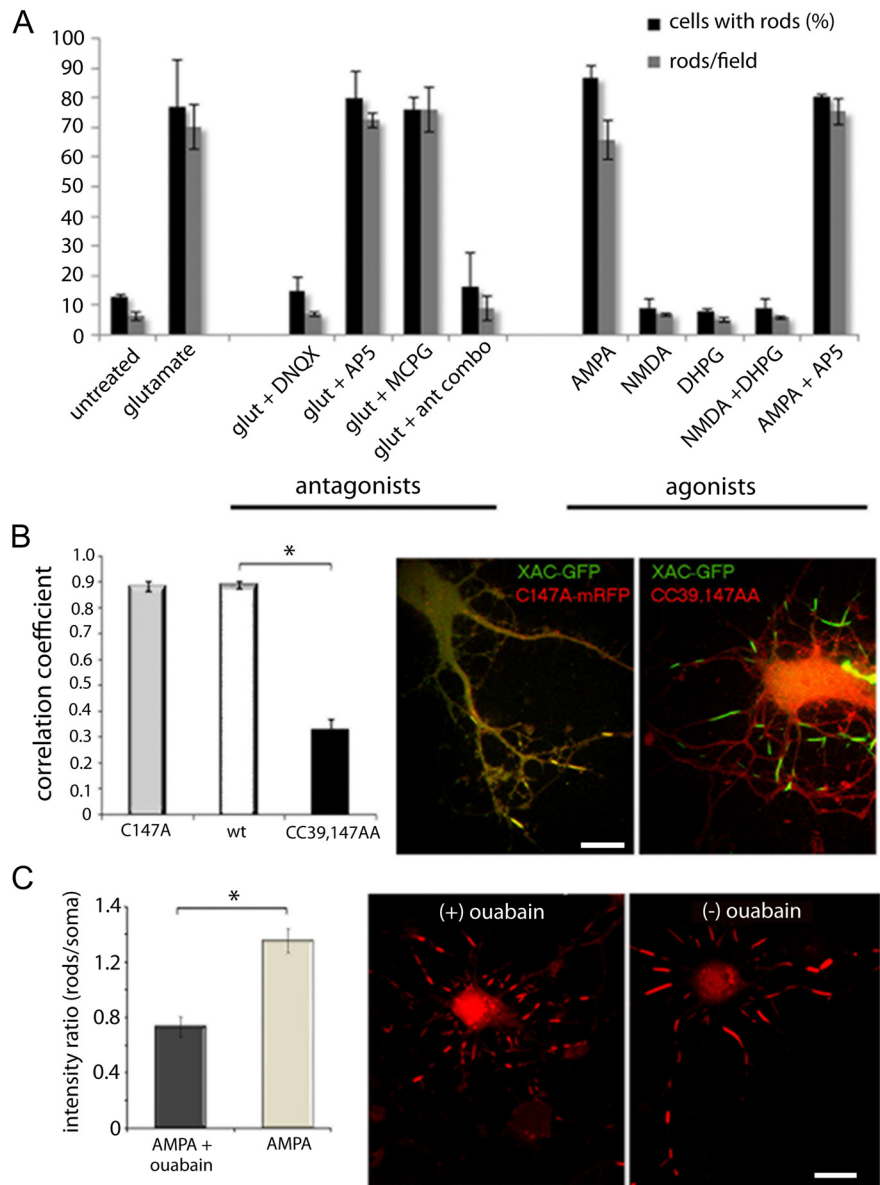 A
cells with rods (%)
rods/field
100
90
80
70
60
50
40
30
20
10
0
untreated
glutamate
glut + DNQX
glut + AP5
glut + MCPG
glut + ant combo
AMPA
NMDA
DHPG
NMDA +DHPG
AMPA + AP5
antagonists
agonists
B
correlation coefficient
1.0
0.9
0.8
0.7
0.6
0.5
0.4
0.3
0.2
0.1
0
*
C147A
wt
CC39,147AA
XAC-GFP
C147A-mRFP
XAC-GFP
CC39,147AA
C
intensity ratio (rods/soma)
1.4
1.2
0.8
0.4
0
*
AMPA +
ouabain
AMPA
(+) ouabain
(-) ouabain